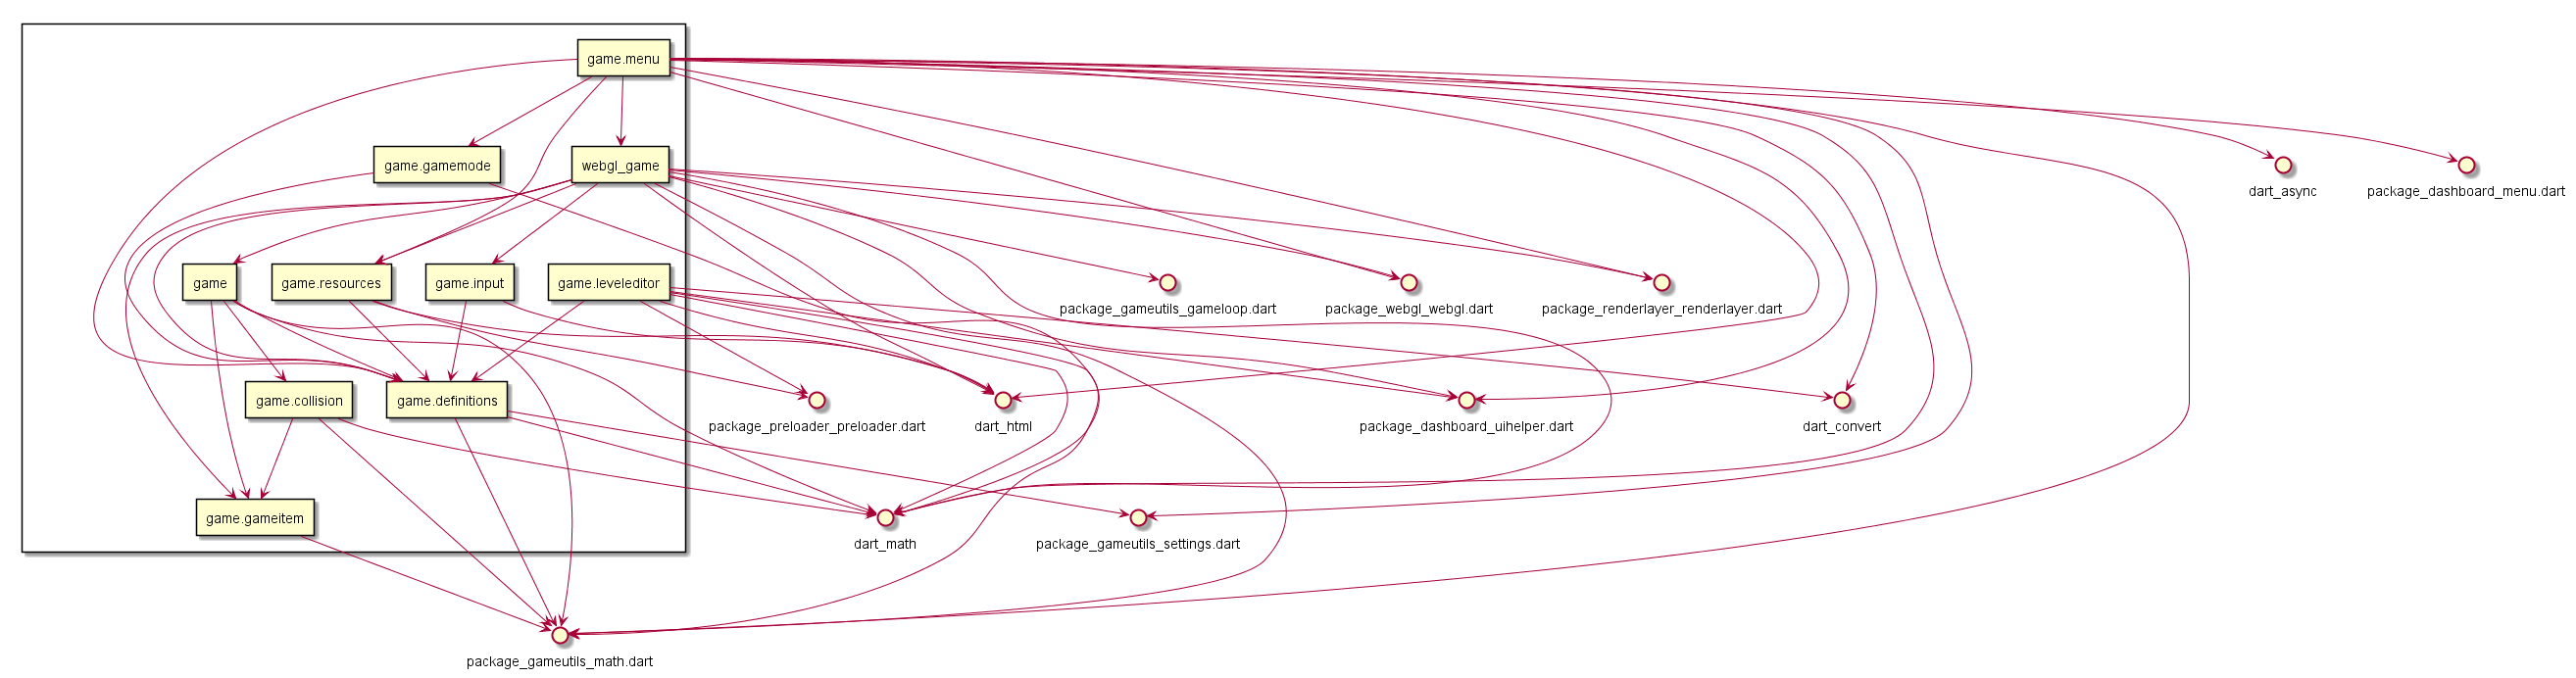 game.menu
game.gamemode
webgl_game
dart_async
package_dashboard_menu.dart
game
game.resources
game.input
game.leveleditor
package_gameutils_gameloop.dart
package_webgl_webgl.dart
package_renderlayer_renderlayer.dart
game.collision
game.definitions
package_preloader_preloader.dart
dart_html
package_dashboard_uihelper.dart
dart_convert
game.gameitem
dart_math
package_gameutils_settings.dart
package_gameutils_math.dart